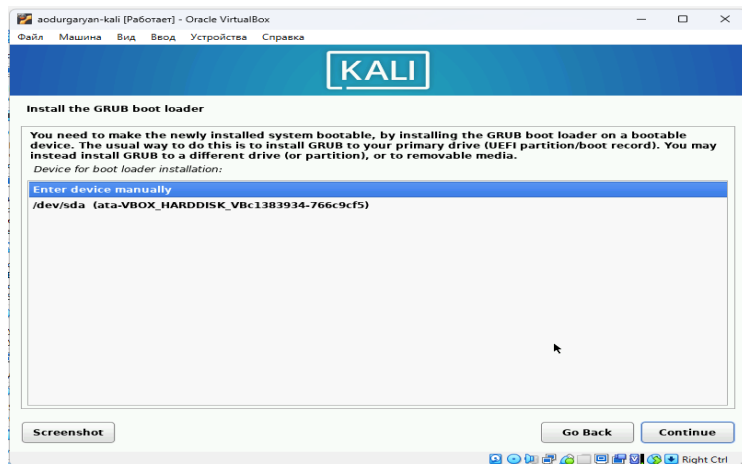 aodurgaryan-kali [Работает] - Oracle VirtualBox
Файл Машина Вид Ввод Устройства Справка
KALI
Install the GRUB boot loader
You need to make the newly installed system bootable, by installing the GRUB boot loader on a bootable
device. The usual way to do this is to install GRUB to your primary drive (UEFI partition/boot record). You may
instead install GRUB to a different drive (or partition), or to removable media.
Device for boot loader installation:
Enter device manually
/dev/sda (ata-VBOX_HARDDISK_VBc1383934-766c9cf5)
Screenshot Go Back Continue
Right Ctrl